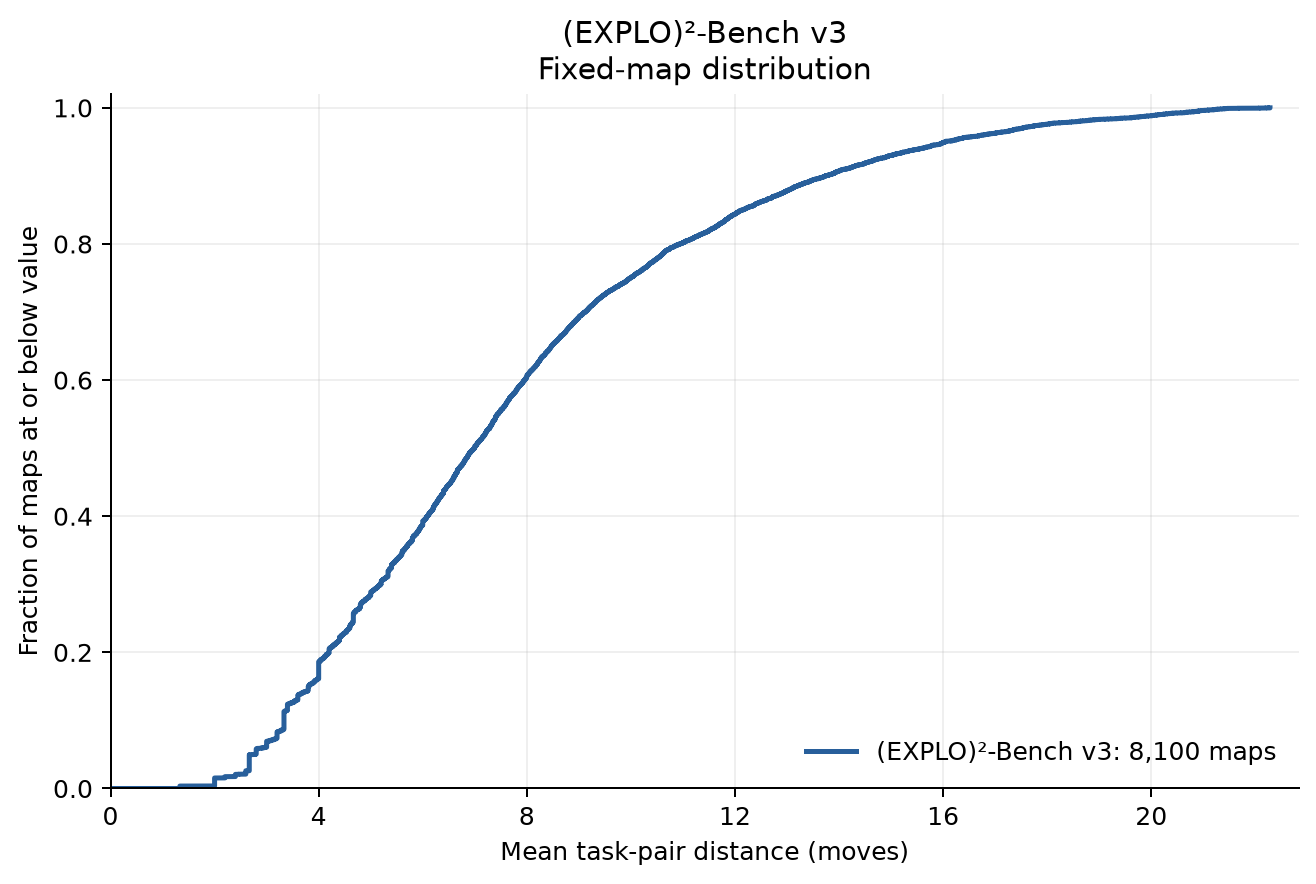 (EXPLO)²-Bench v3
Fixed-map distribution
Fraction of maps at or below value
1.0
0.8
0.6
0.4
0.2
0.0
0 4 8 12 16 20
Mean task-pair distance (moves)
(EXPLO)²-Bench v3: 8,100 maps